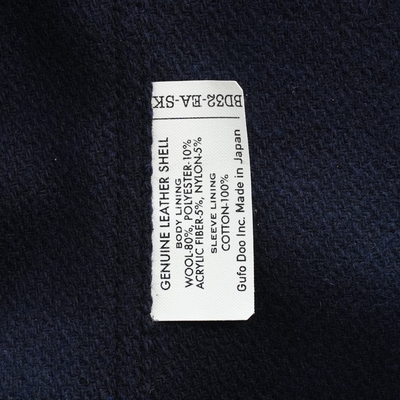 BD32-EA-SK
GENUINE LEATHER SHELL
BODY LINING
WOOL-80%, POLYESTER-10%
ACRYLIC FIBER-5%, NYLON-5%
SLEEVE LINING
COTTON-100%
Gufo Doo Inc. Made in Japan